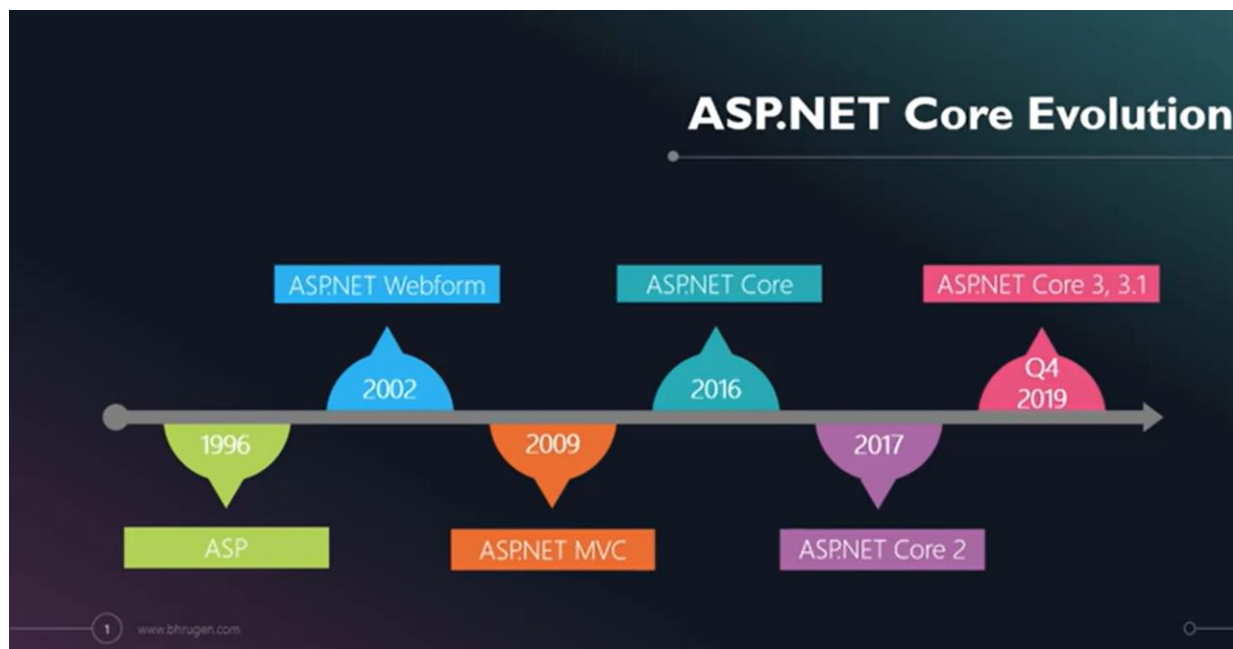 ASP.NET Core Evolution
ASP.NET Webform
ASP.NET Core
ASP.NET Core 3, 3.1
2002
2016
Q4
2019
1996
2009
2017
ASP
ASP.NET MVC
ASP.NET Core 2
1
www.bhrugen.com